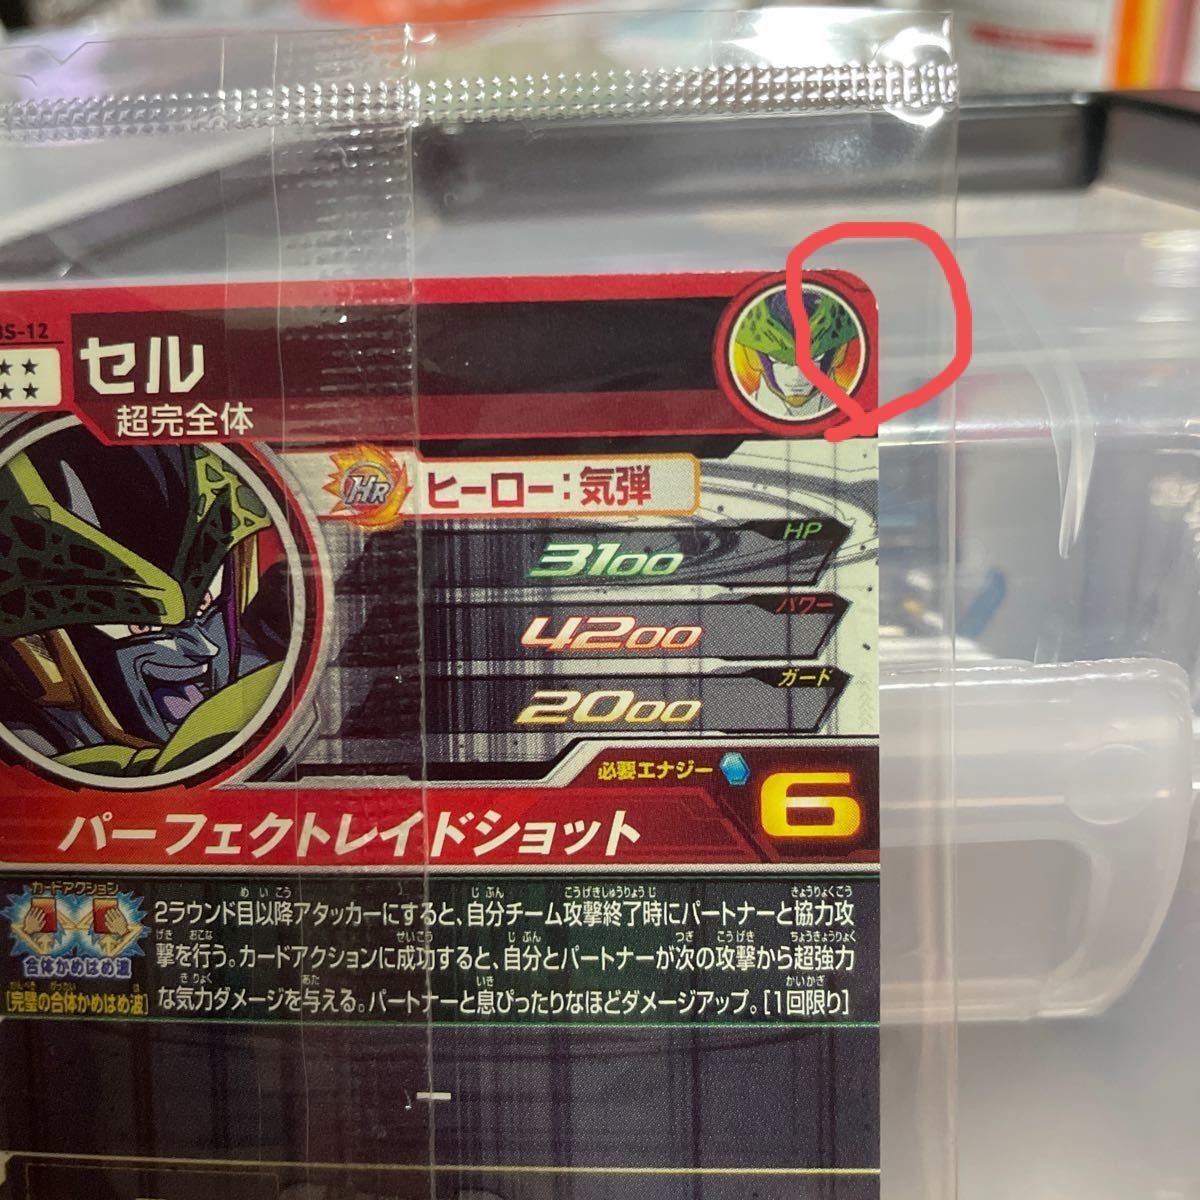 BS-12
セル
超完全体
HR
ヒーロー:気弾
HP
3100
パワー
4200
ガード
2000
必要エナジー
6
パーフェクトレイドショット
カードアクション
合体かめはめ波
[完璧の合体かめはめ波]
2ラウンド目以降アタッカーにすると、自分チーム攻撃終了時にパートナーと協力攻
撃を行う。カードアクションに成功すると、自分とパートナーが次の攻撃から超強力
な気力ダメージを与える。パートナーと息ぴったりなほどダメージアップ。[1回限り]